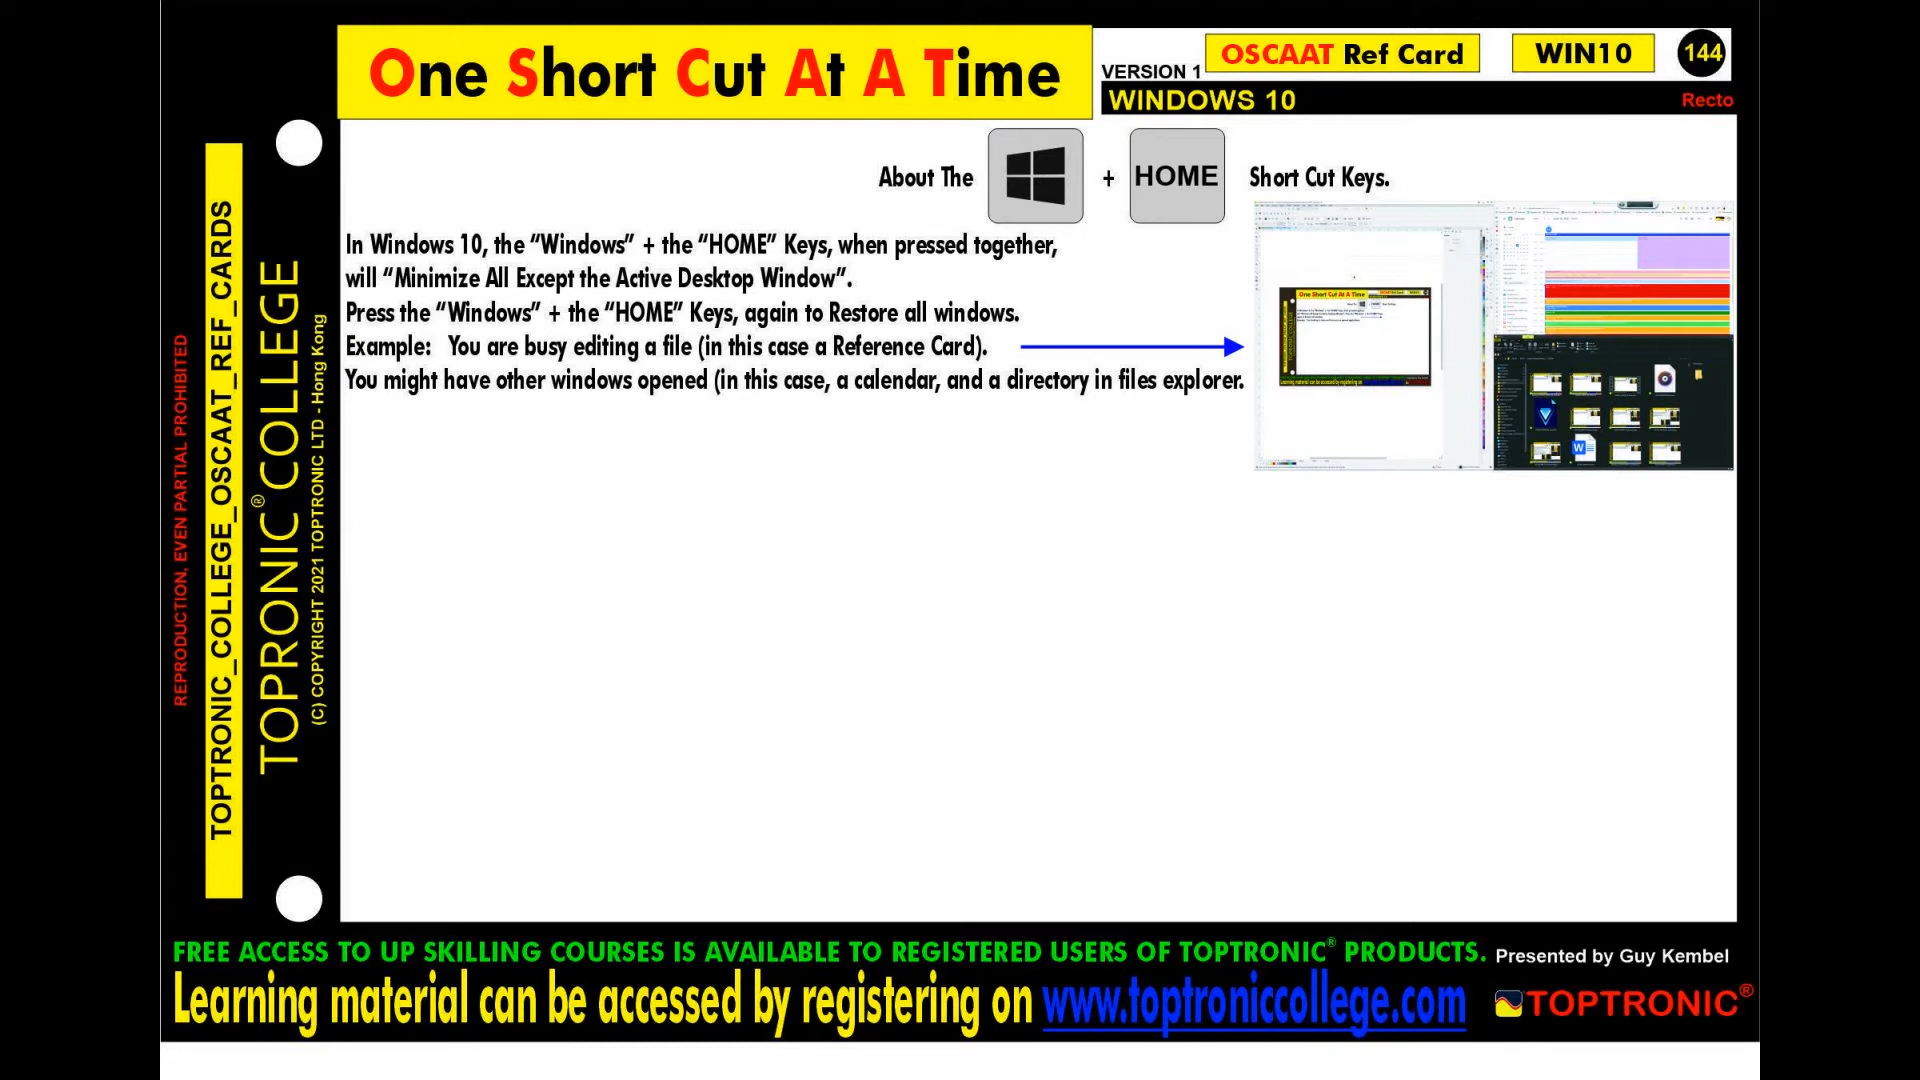 One Short Cut At A Time
VERSION 1
OSCAAT Ref Card
WIN10
144
WINDOWS 10
Recto
About The + HOME Short Cut Keys.
In Windows 10, the “Windows” + the “HOME” Keys, when pressed together,
will “Minimize All Except the Active Desktop Window”.
Press the “Windows” + the “HOME” Keys, again to Restore all windows.
Example: You are busy editing a file (in this case a Reference Card).
You might have other windows opened (in this case, a calendar, and a directory in files explorer.
One Short Cut At A Time
REPRODUCTION, EVEN PARTIAL PROHIBITED
TOPTRONIC_COLLEGE_OSCAAT_REF_CARDS
TOPRONIC® COLLEGE
(C) COPYRIGHT 2021 TOPTRONIC LTD - Hong Kong
FREE ACCESS TO UP SKILLING COURSES IS AVAILABLE TO REGISTERED USERS OF TOPTRONIC® PRODUCTS.
Presented by Guy Kembel
Learning material can be accessed by registering on www.toptroniccollege.com
TOPTRONIC®